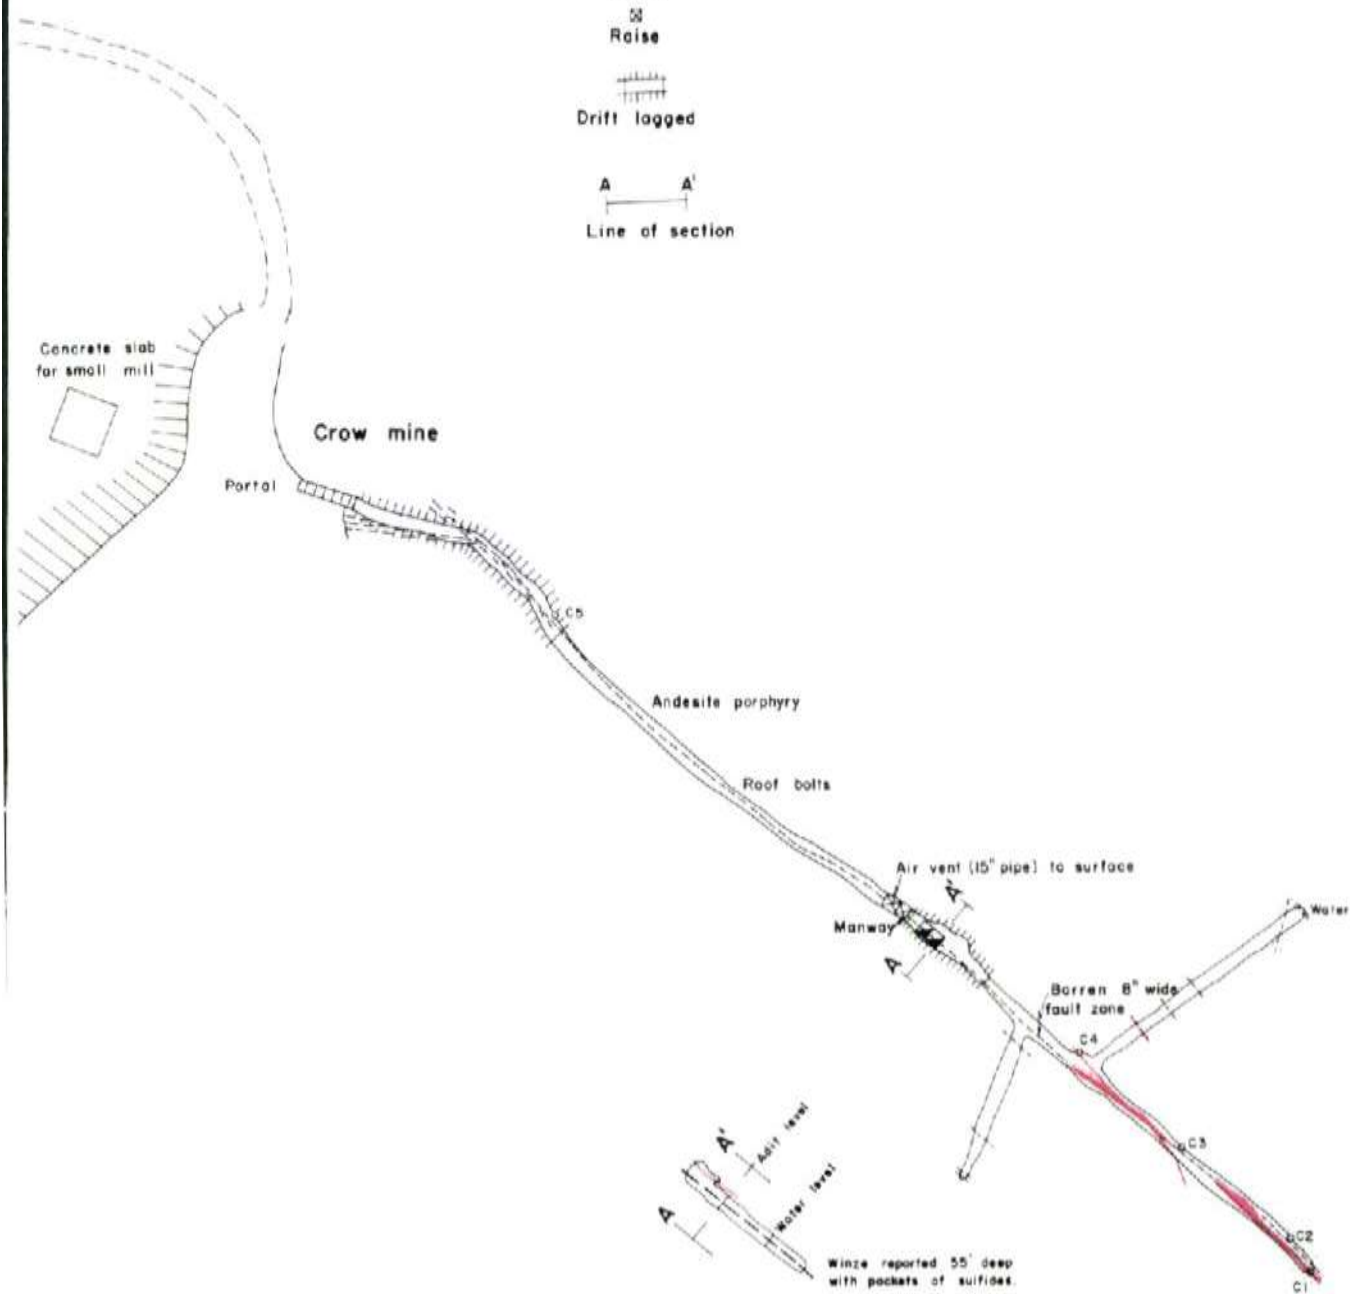 Raise
Drift lagged
A A'
Line of section
Concrete slab
for small mill
Crow mine
Portal
C5
Andesite porphyry
Roof bolts
Air vent (15" pipe) to surface
A'
Manway
Water
A
Barren 8" wide
fault zone
C4
Adit level
A'
C3
Water level
A
C2
Winze reported 55' deep
with pockets of sulfides.
C1